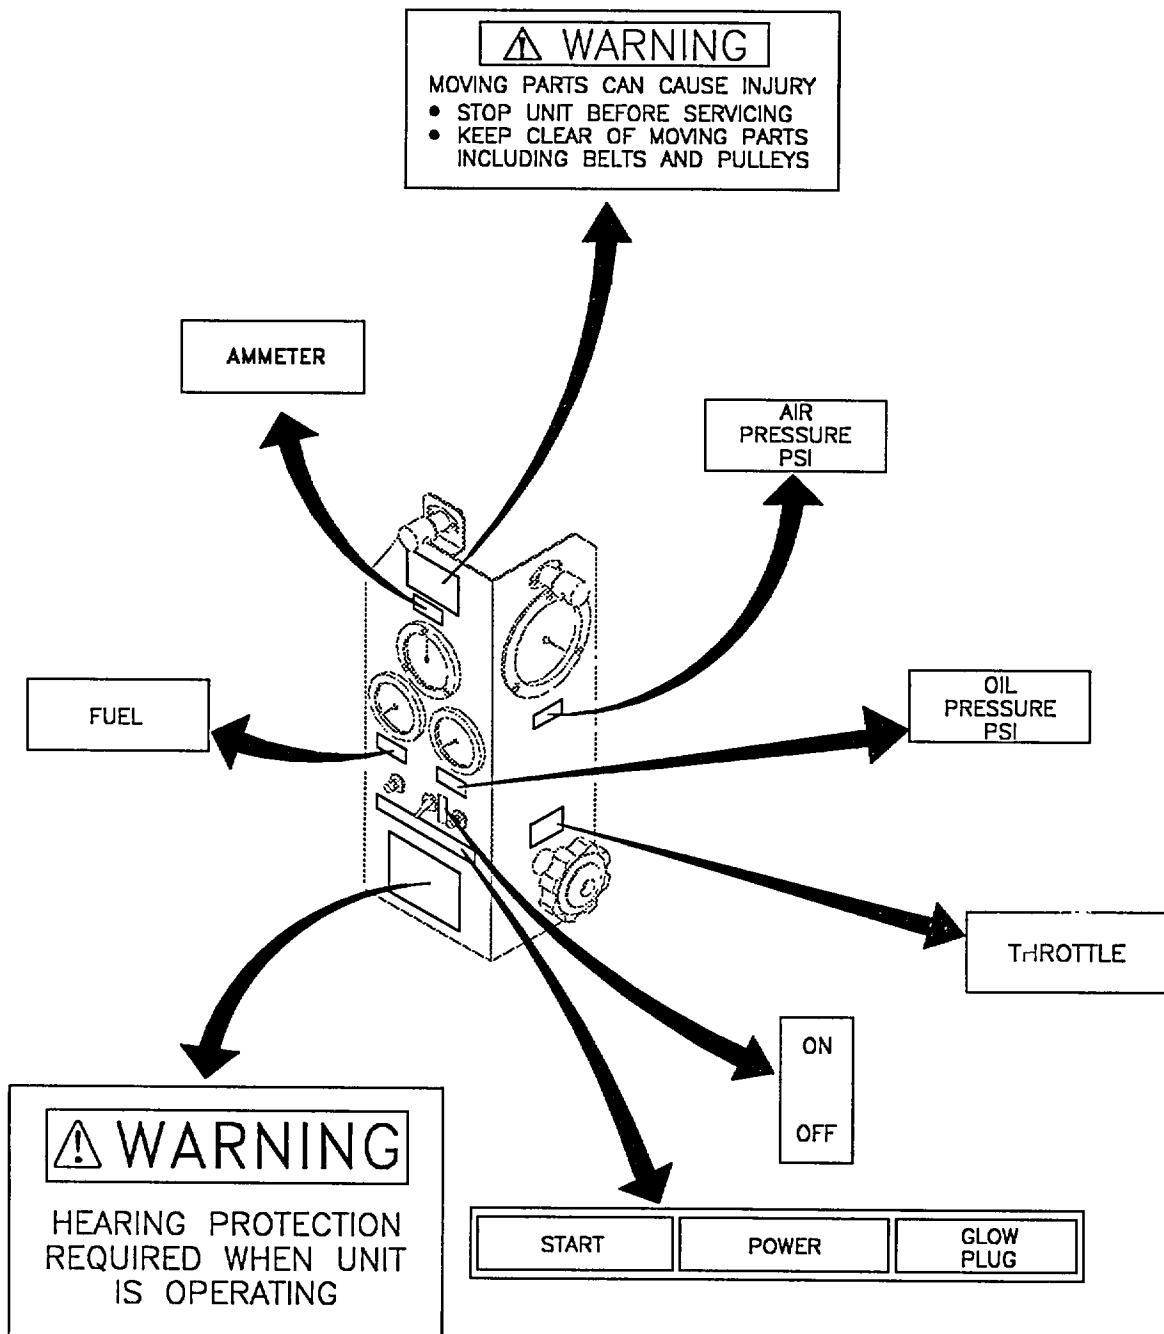 ⚠ WARNING
MOVING PARTS CAN CAUSE INJURY
• STOP UNIT BEFORE SERVICING
• KEEP CLEAR OF MOVING PARTS
INCLUDING BELTS AND PULLEYS
AMMETER
AIR
PRESSURE
PSI
FUEL
OIL
PRESSURE
PSI
THROTTLE
ON
OFF
⚠ WARNING
HEARING PROTECTION
REQUIRED WHEN UNIT
IS OPERATING
START
POWER
GLOW
PLUG